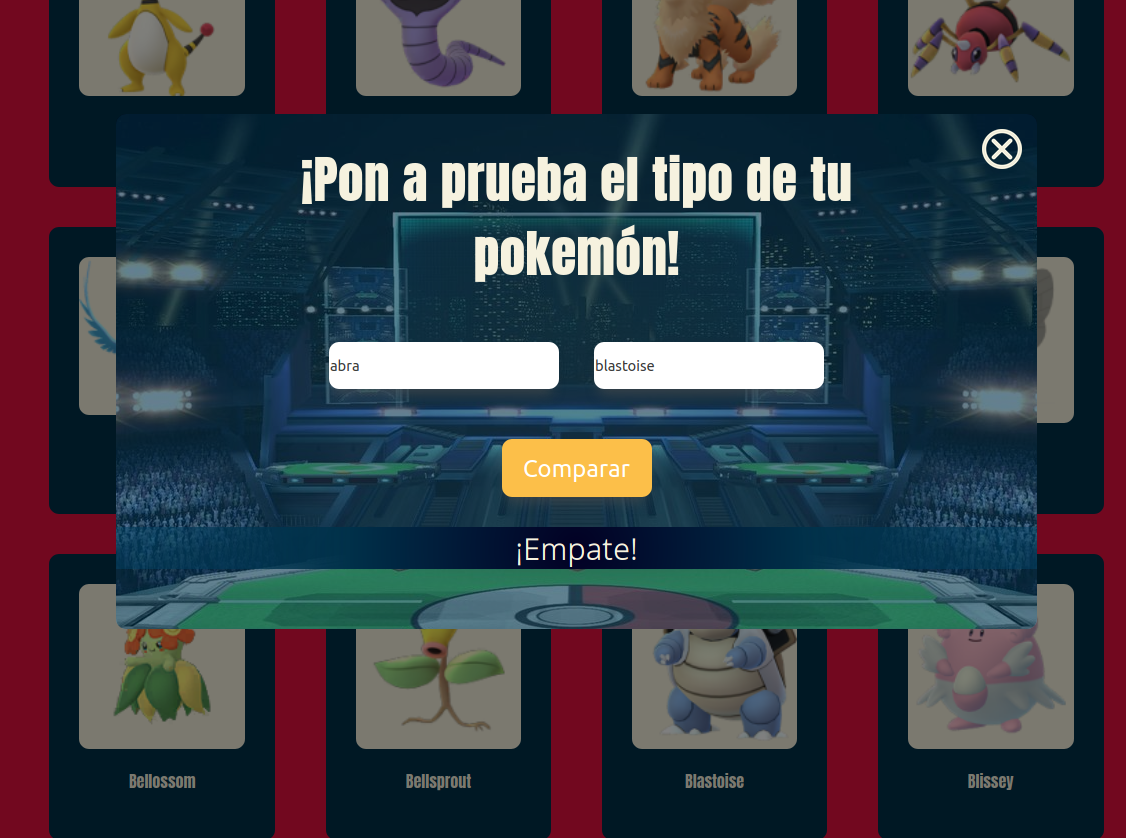 ¡Pon a prueba el tipo de tu
pokemón!
abra
blastoise
Comparar
¡Empate!
Bellossom
Bellsprout
Blastoise
Blissey